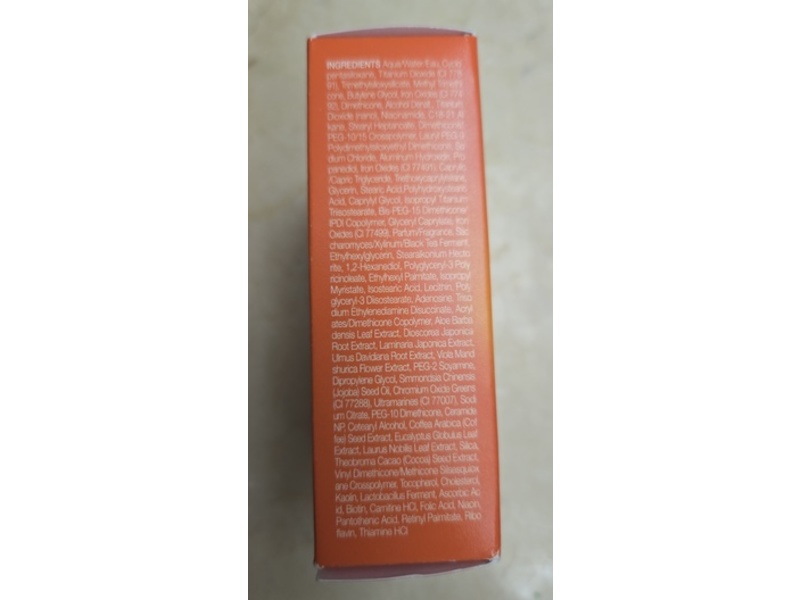 INGREDIENTS Aqua/Water/Eau, Cyclo
pentasiloxane, Titanium Dioxide (CI 778
91), Trimethylsiloxysilicate, Methyl Trimethi
cone, Butylene Glycol, Iron Oxides (CI 774
92), Dimethicone, Alcohol Denat., Titanium
Dioxide (nano), Niacinamide, C18-21 Al
kane, Stearyl Heptanoate, Dimethicone/
PEG-10/15 Crosspolymer, Lauryl PEG-9
Polydimethylsiloxyethyl Dimethicone, So
dium Chloride, Aluminum Hydroxide, Pro
panediol, Iron Oxides (CI 77491), Caprylic
/Capric Triglyceride, Triethoxycaprylylsilane,
Glycerin, Stearic Acid, Polyhydroxystearic
Acid, Caprylyl Glycol, Isopropyl Titanium
Triisostearate, Bis-PEG-15 Dimethicone/
IPDI Copolymer, Glyceryl Caprylate, Iron
Oxides (CI 77499), Parfum/Fragrance, Sac
charomyces/Xylinum/Black Tea Ferment,
Ethylhexylglycerin, Stearalkonium Hecto
rite, 1,2-Hexanediol, Polyglyceryl-3 Poly
ricinoleate, Ethylhexyl Palmitate, Isopropyl
Myristate, Isostearic Acid, Lecithin, Poly
glyceryl-3 Diisostearate, Adenosine, Triso
dium Ethylenediamine Disuccinate, Acryl
ates/Dimethicone Copolymer, Aloe Barba
densis Leaf Extract, Dioscorea Japonica
Root Extract, Laminaria Japonica Extract,
Ulmus Davidiana Root Extract, Viola Mand
shurica Flower Extract, PEG-2 Soyamine,
Dipropylene Glycol, Simmondsia Chinensis
(Jojoba) Seed Oil, Chromium Oxide Greens
(CI 77288), Ultramarines (CI 77007), Sodi
um Citrate, PEG-10 Dimethicone, Ceramide
NP, Cetearyl Alcohol, Coffea Arabica (Cof
fee) Seed Extract, Eucalyptus Globulus Leaf
Extract, Laurus Nobilis Leaf Extract, Silica,
Theobroma Cacao (Cocoa) Seed Extract,
Vinyl Dimethicone/Methicone Silsesquiox
ane Crosspolymer, Tocopherol, Cholesterol,
Kaolin, Lactobacillus Ferment, Ascorbic Ac
id, Biotin, Carnitine HCl, Folic Acid, Niacin,
Pantothenic Acid, Retinyl Palmitate, Ribo
flavin, Thiamine HCl